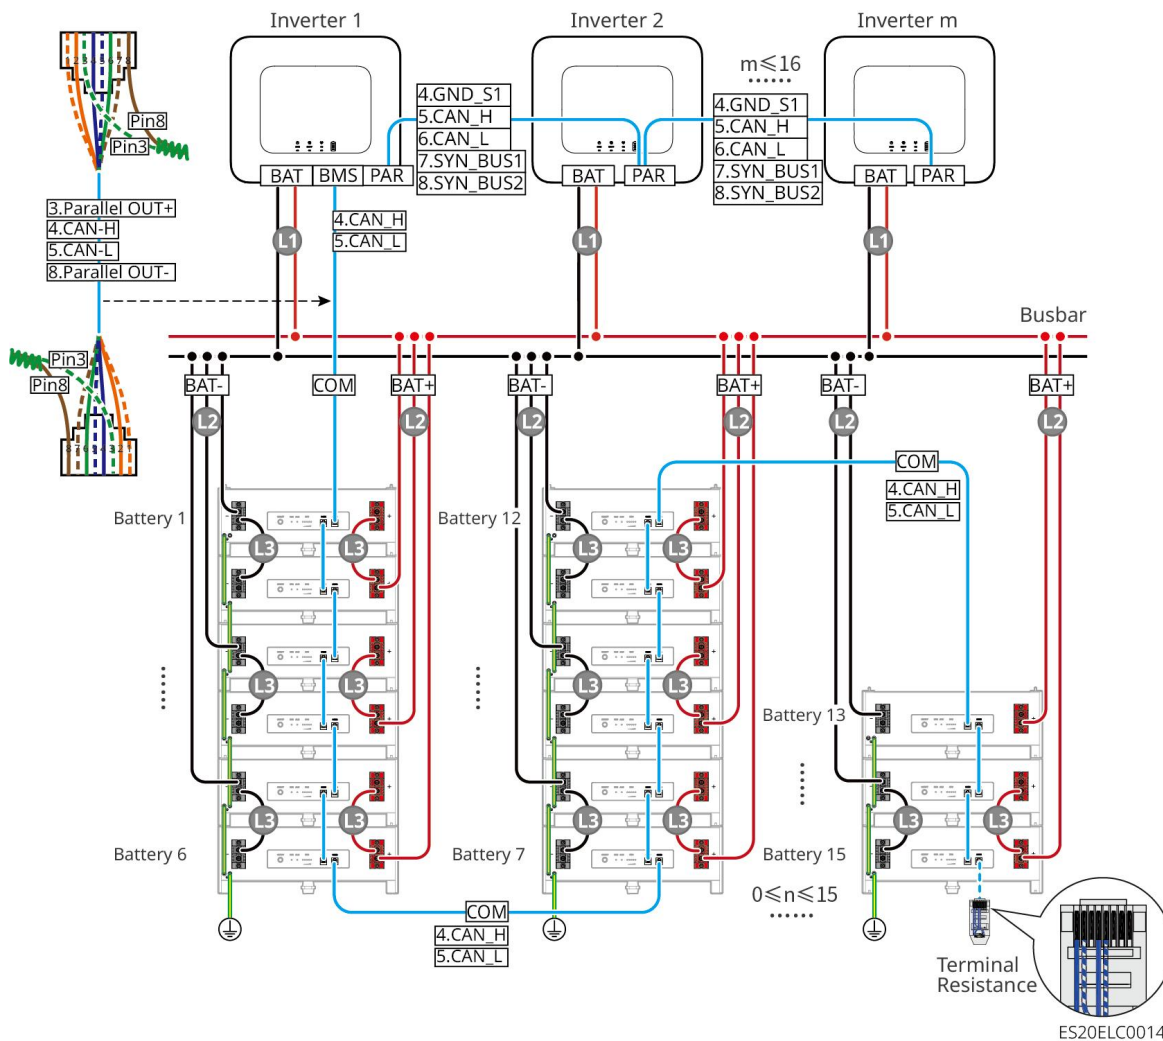 Inverter 1
Inverter 2
Inverter m
m≤16
4.GND_S1
5.CAN_H
6.CAN_L
7.SYN_BUS1
8.SYN_BUS2
4.GND_S1
5.CAN_H
6.CAN_L
7.SYN_BUS1
8.SYN_BUS2
Pin8
Pin3
BAT
BMS
PAR
BAT
PAR
BAT
PAR
3.Parallel OUT+
4.CAN-H
5.CAN-L
8.Parallel OUT-
4.CAN_H
5.CAN_L
L1
L1
L1
Busbar
Pin3
Pin8
BAT-
COM
BAT+
BAT-
BAT+
BAT-
BAT+
L2
L2
L2
L2
L2
L2
COM
4.CAN_H
5.CAN_L
Battery 1
Battery 12
L3
L3
L3
L3
L3
L3
L3
L3
Battery 13
L3
L3
L3
L3
L3
L3
Battery 6
Battery 7
Battery 15
0≤n≤15
COM
4.CAN_H
5.CAN_L
Terminal
Resistance
ES20ELC0014